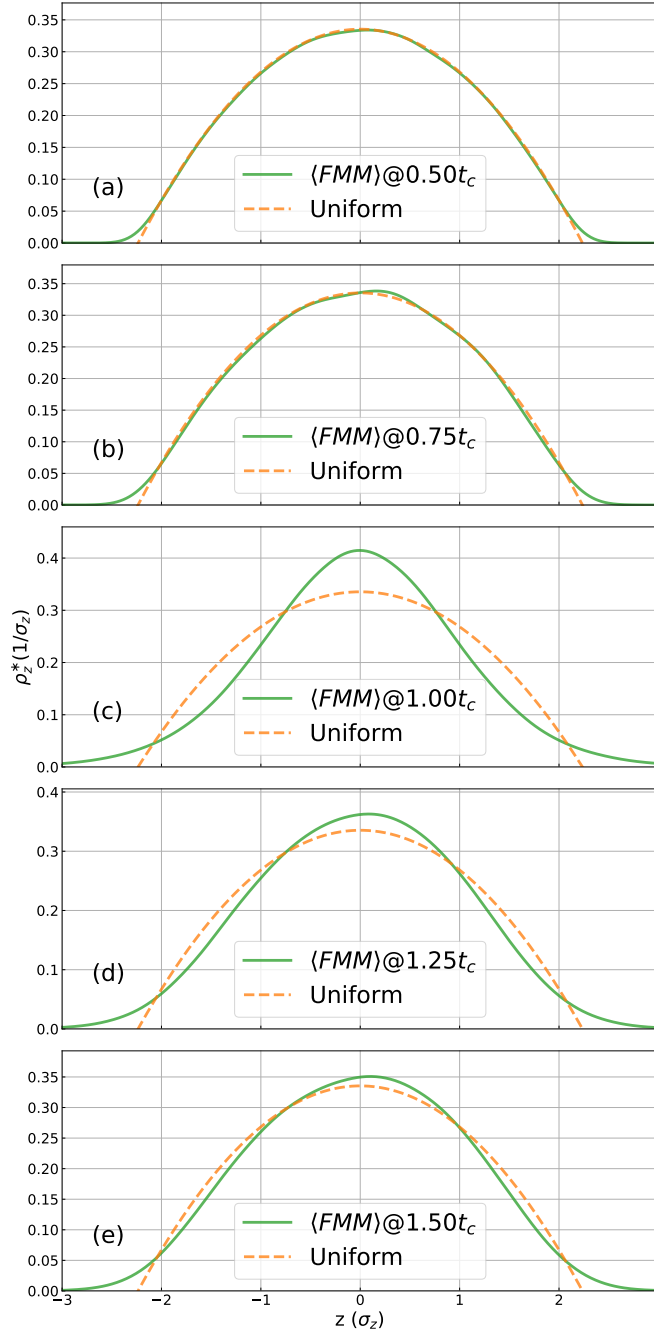 0.35
0.30
0.25
0.20
0.15
0.10
0.05
0.00
(a)
⟨FMM⟩@0.50t_c
Uniform
0.35
0.30
0.25
0.20
0.15
0.10
0.05
0.00
(b)
⟨FMM⟩@0.75t_c
Uniform
0.4
0.3
0.2
0.1
0.0
ρ_z^*(1/σ_z)
(c)
⟨FMM⟩@1.00t_c
Uniform
0.4
0.3
0.2
0.1
0.0
(d)
⟨FMM⟩@1.25t_c
Uniform
0.35
0.30
0.25
0.20
0.15
0.10
0.05
0.00
(e)
⟨FMM⟩@1.50t_c
Uniform
−3 −2 −1 0 1 2
z (σ_z)